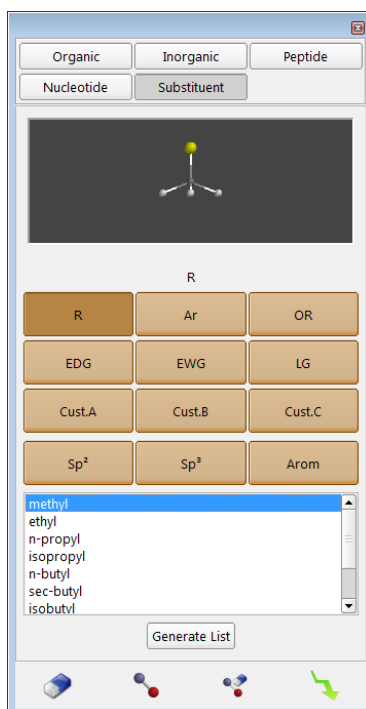 Organic Inorganic Peptide
Nucleotide Substituent
R
R Ar OR
EDG EWG LG
Cust.A Cust.B Cust.C
Sp² Sp³ Arom
methyl
ethyl
n-propyl
isopropyl
n-butyl
sec-butyl
isobutyl
Generate List